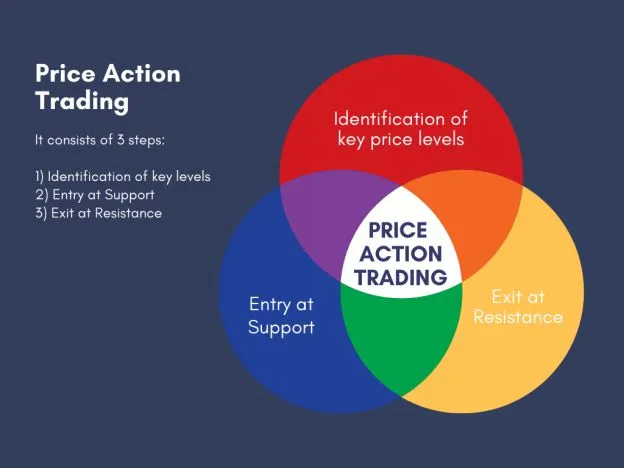 Price Action
Trading
It consists of 3 steps:
1) Identification of key levels
2) Entry at Support
3) Exit at Resistance
Identification of
key price levels
PRICE
ACTION
TRADING
Entry at
Support
Exit at
Resistance